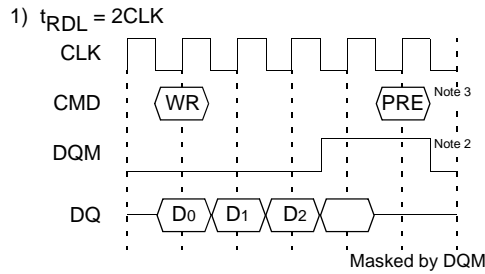 1) tRDL = 2CLK
CLK
CMD WR PRE Note 3
DQM Note 2
DQ D0 D1 D2
Masked by DQM